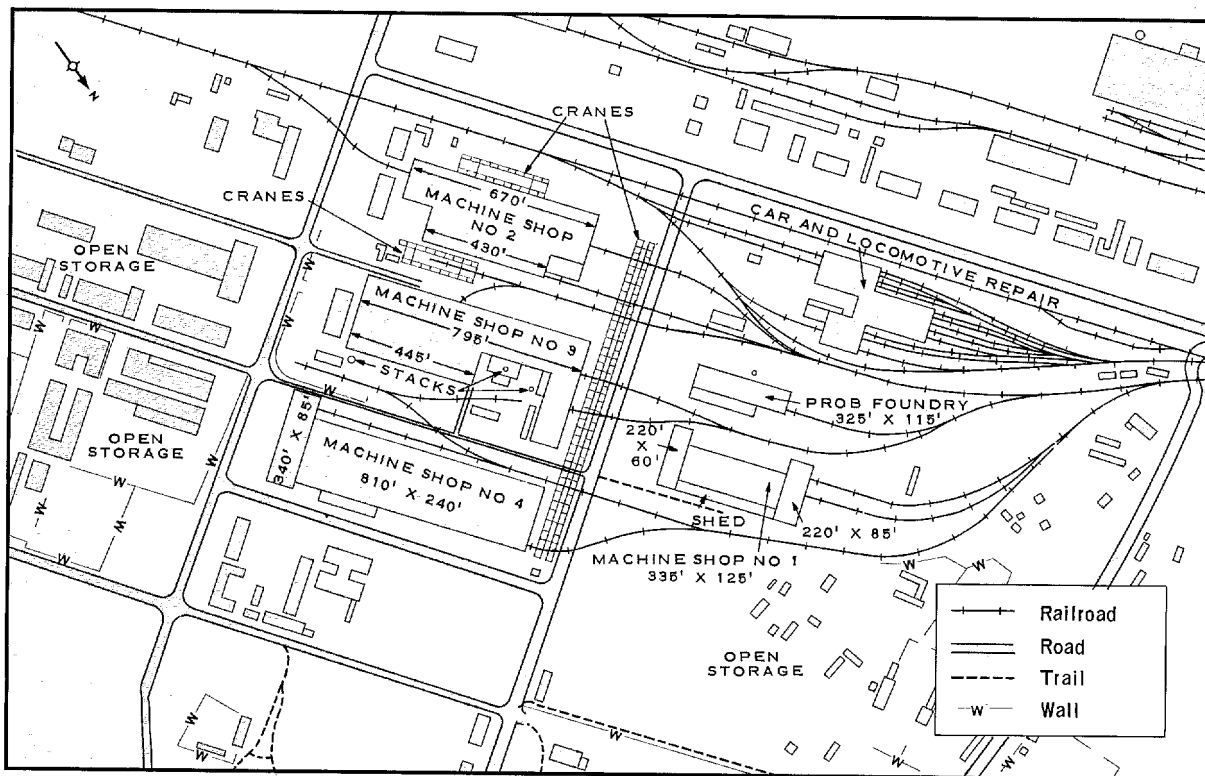 N
CRANES
CRANES
670'
MACHINE SHOP
NO 2
430'
CAR AND LOCOMOTIVE REPAIR
OPEN
STORAGE
W
MACHINE SHOP NO 3
795'
W
W
W
445'
STACKS
W
PROB FOUNDRY
325' X 115'
OPEN
STORAGE
W
340' X 85'
MACHINE SHOP NO 4
810' X 240'
220'
X
60'
W
W
W
W
SHED
220' X 85'
MACHINE SHOP NO 1
335' X 125'
W
W
W
OPEN
STORAGE
W
W
W
W
W
W
Railroad
Road
Trail
W Wall